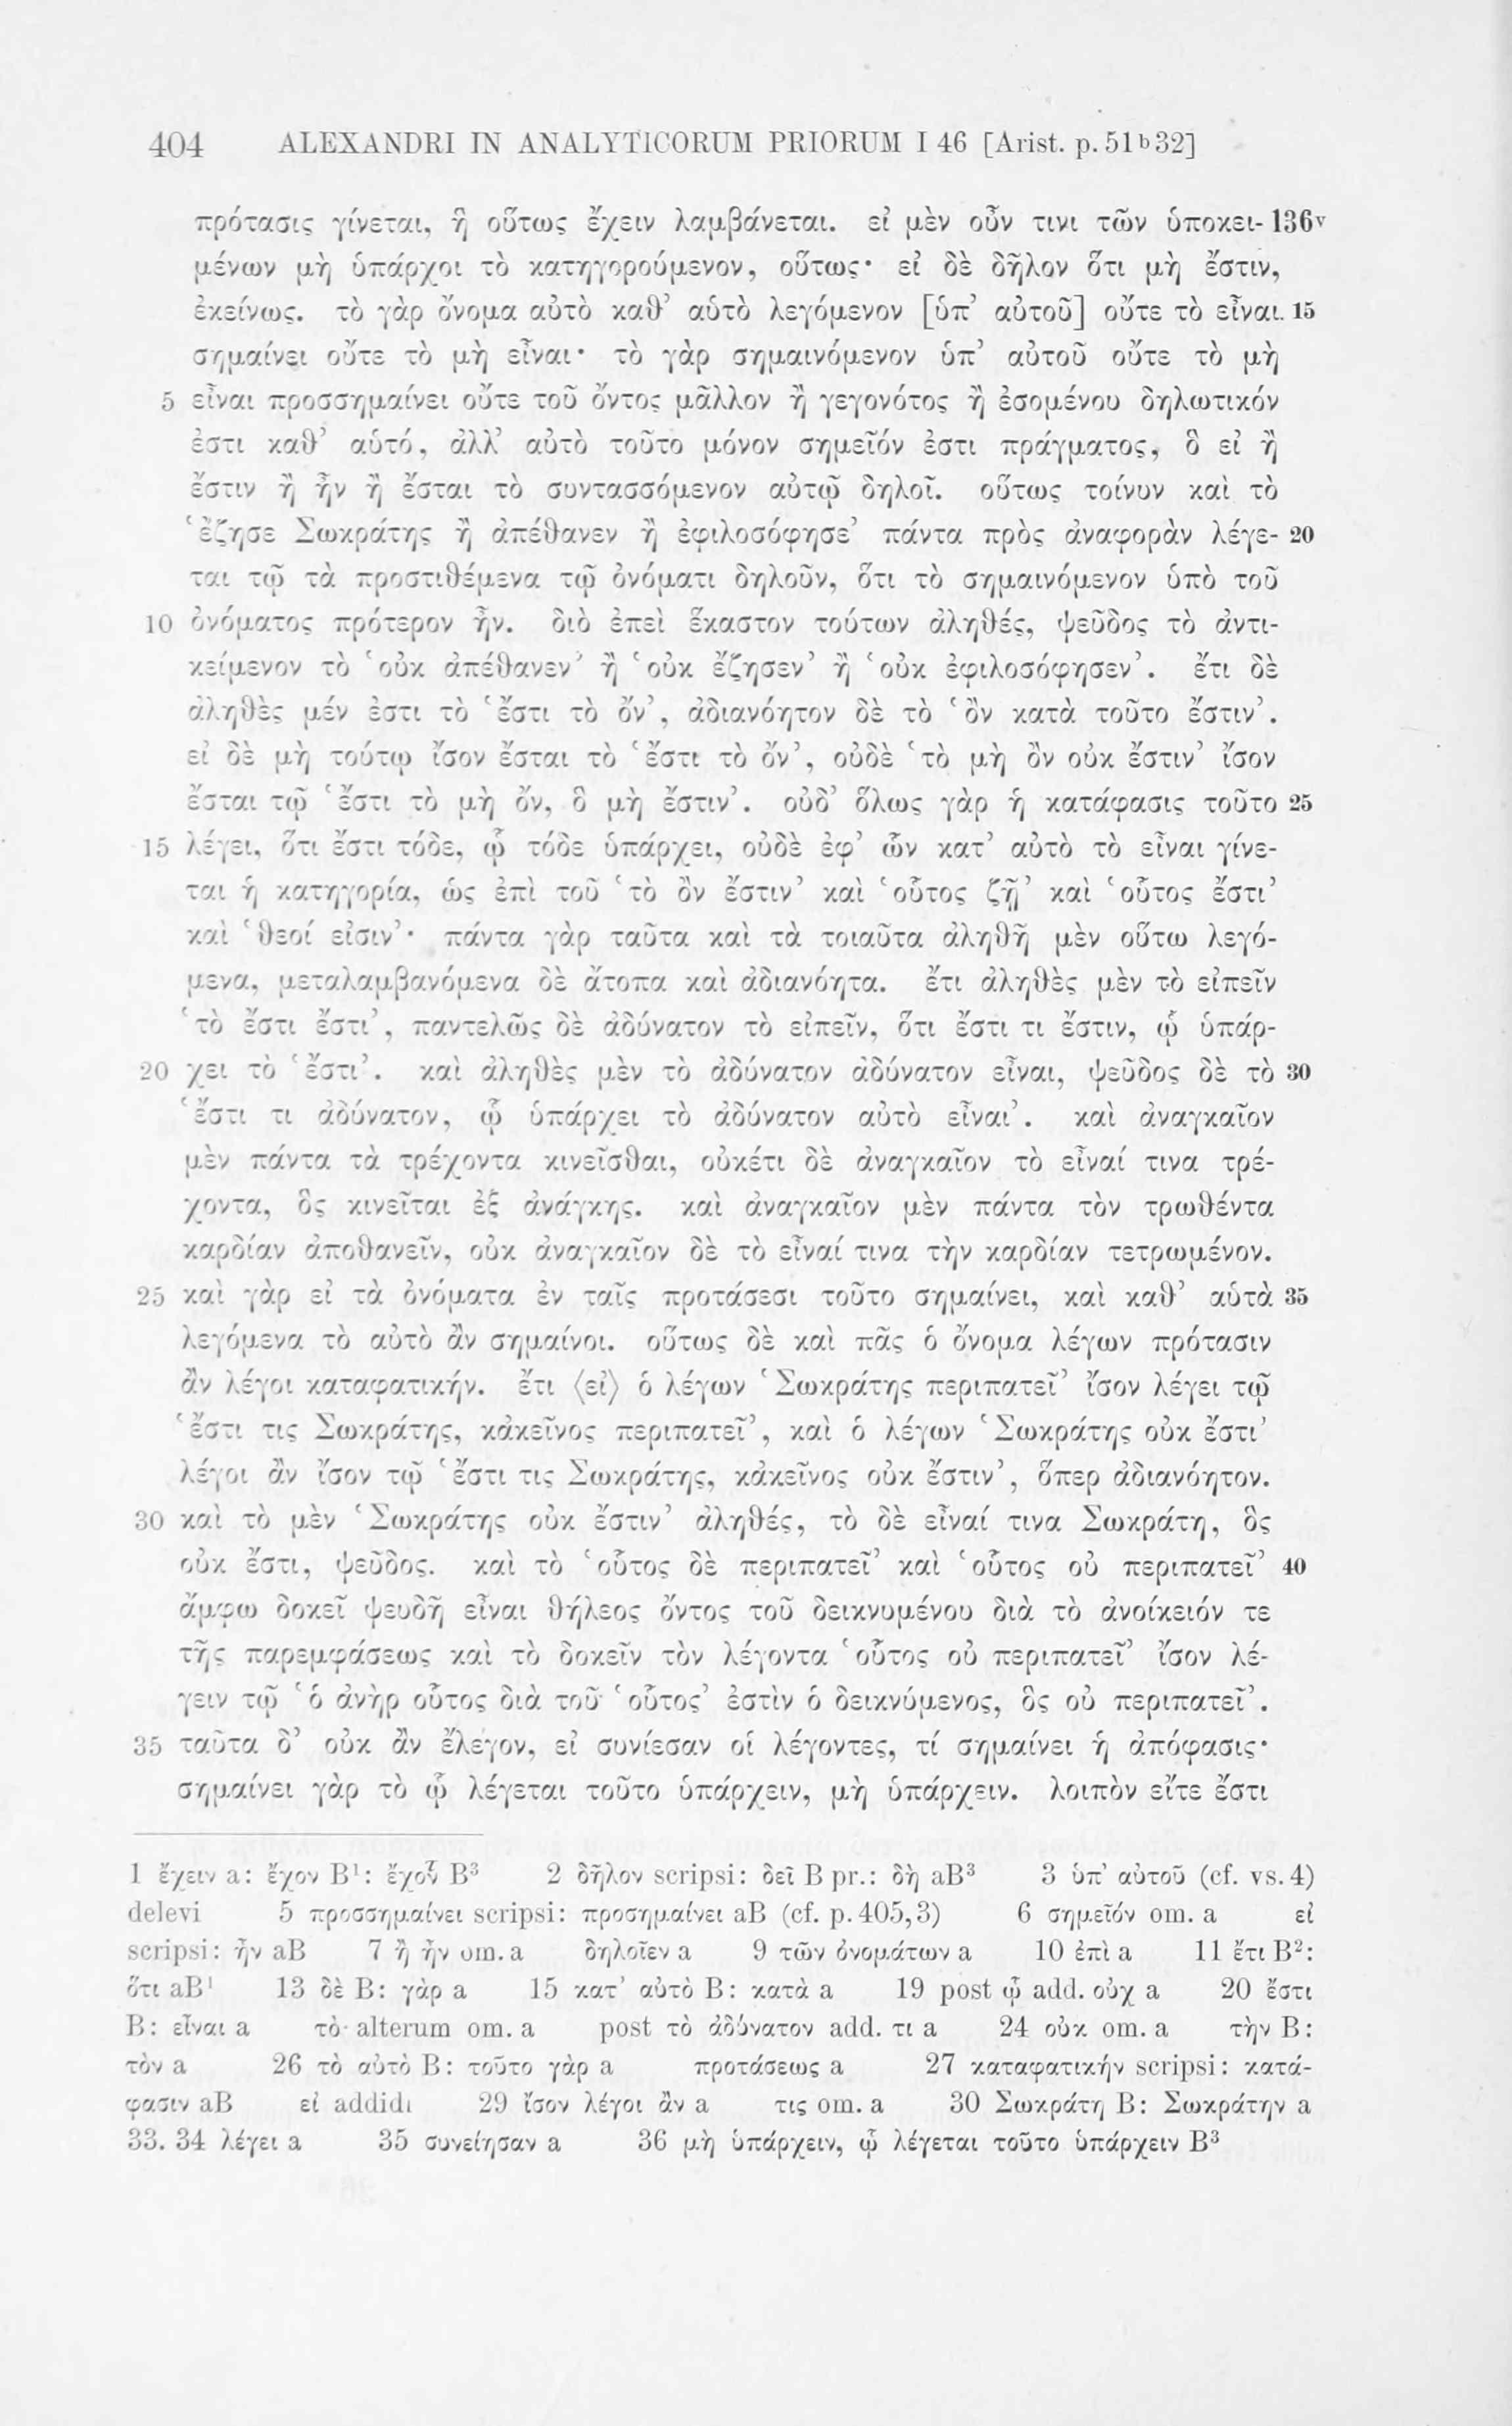 404 ALEXANDRI IN ANALYTICORUM PRIORUM I 46 [Arist. p. 51ᵇ32]
πρότασις γίνεται, ἢ οὕτως ἔχειν λαμβάνεται. εἰ μὲν οὖν τινι τῶν ὑποκει- 136ᵛ
μένων μὴ ὑπάρχοι τὸ κατηγορούμενον, οὕτως· εἰ δὲ δῆλον ὅτι μὴ ἔστιν,
ἐκείνως. τὸ γὰρ ὄνομα αὐτὸ καθ’ αὑτὸ λεγόμενον [ὑπ’ αὐτοῦ] οὔτε τὸ εἶναι 15
σημαίνει οὔτε τὸ μὴ εἶναι· τὸ γὰρ σημαινόμενον ὑπ’ αὐτοῦ οὔτε τὸ μὴ
5 εἶναι προσσημαίνει οὔτε τοῦ ὄντος μᾶλλον ἢ γεγονότος ἢ ἐσομένου δηλωτικόν
ἐστι καθ’ αὑτό, ἀλλ’ αὐτὸ τοῦτο μόνον σημεῖόν ἐστι πράγματος, ὃ εἰ ἢ
ἔστιν ἢ ἦν ἢ ἔσται τὸ συντασσόμενον αὐτῷ δηλοῖ. οὕτως τοίνυν καὶ τὸ
‘ἔζησε Σωκράτης ἢ ἀπέθανεν ἢ ἐφιλοσόφησε’ πάντα πρὸς ἀναφορὰν λέγε- 20
ται τῷ τὰ προστιθέμενα τῷ ὀνόματι δηλοῦν, ὅτι τὸ σημαινόμενον ὑπὸ τοῦ
10 ὀνόματος πρότερον ἦν. διὸ ἐπεὶ ἕκαστον τούτων ἀληθές, ψεῦδος τὸ ἀντι-
κείμενον τὸ ‘οὐκ ἀπέθανεν’ ἢ ‘οὐκ ἔζησεν’ ἢ ‘οὐκ ἐφιλοσόφησεν’. ἔτι δὲ
ἀληθὲς μέν ἐστι τὸ ‘ἔστι τὸ ὄν’, ἀδιανόητον δὲ τὸ ‘ὂν κατὰ τοῦτο ἔστιν’.
εἰ δὲ μὴ τούτῳ ἴσον ἔσται τὸ ‘ἔστι τὸ ὄν’, οὐδὲ ‘τὸ μὴ ὂν οὐκ ἔστιν’ ἴσον
ἔσται τῷ ‘ἔστι τὸ μὴ ὄν, ὃ μὴ ἔστιν’. οὐδ’ ὅλως γὰρ ἡ κατάφασις τοῦτο 25
15 λέγει, ὅτι ἔστι τόδε, ᾧ τόδε ὑπάρχει, οὐδὲ ἐφ’ ὧν κατ’ αὐτὸ τὸ εἶναι γίνε-
ται ἡ κατηγορία, ὡς ἐπὶ τοῦ ‘τὸ ὂν ἔστιν’ καὶ ‘οὗτος ζῇ’ καὶ ‘οὗτος ἔστι’
καὶ ‘θεοί εἰσιν’· πάντα γὰρ ταῦτα καὶ τὰ τοιαῦτα ἀληθῆ μὲν οὕτω λεγό-
μενα, μεταλαμβανόμενα δὲ ἄτοπα καὶ ἀδιανόητα. ἔτι ἀληθὲς μὲν τὸ εἰπεῖν
‘τὸ ἔστι ἔστι’, παντελῶς δὲ ἀδύνατον τὸ εἰπεῖν, ὅτι ἔστι τι ἔστιν, ᾧ ὑπάρ-
20 χει τὸ ‘ἔστι’. καὶ ἀληθὲς μὲν τὸ ἀδύνατον ἀδύνατον εἶναι, ψεῦδος δὲ τὸ 30
‘ἔστι τι ἀδύνατον, ᾧ ὑπάρχει τὸ ἀδύνατον αὐτὸ εἶναι’. καὶ ἀναγκαῖον
μὲν πάντα τὰ τρέχοντα κινεῖσθαι, οὐκέτι δὲ ἀναγκαῖον τὸ εἶναί τινα τρέ-
χοντα, ὃς κινεῖται ἐξ ἀνάγκης. καὶ ἀναγκαῖον μὲν πάντα τὸν τρωθέντα
καρδίαν ἀποθανεῖν, οὐκ ἀναγκαῖον δὲ τὸ εἶναί τινα τὴν καρδίαν τετρωμένον.
25 καὶ γὰρ εἰ τὰ ὀνόματα ἐν ταῖς προτάσεσι τοῦτο σημαίνει, καὶ καθ’ αὑτὰ 35
λεγόμενα τὸ αὐτὸ ἂν σημαίνοι. οὕτως δὲ καὶ πᾶς ὁ ὄνομα λέγων πρότασιν
ἂν λέγοι καταφατικήν. ἔτι ⟨εἰ⟩ ὁ λέγων ‘Σωκράτης περιπατεῖ’ ἴσον λέγει τῷ
‘ἔστι τις Σωκράτης, κἀκεῖνος περιπατεῖ’, καὶ ὁ λέγων ‘Σωκράτης οὐκ ἔστι’
λέγοι ἂν ἴσον τῷ ‘ἔστι τις Σωκράτης, κἀκεῖνος οὐκ ἔστιν’, ὅπερ ἀδιανόητον.
30 καὶ τὸ μὲν ‘Σωκράτης οὐκ ἔστιν’ ἀληθές, τὸ δὲ εἶναί τινα Σωκράτη, ὃς
οὐκ ἔστι, ψεῦδος. καὶ τὸ ‘οὗτος δὲ περιπατεῖ’ καὶ ‘οὗτος οὐ περιπατεῖ’ 40
ἄμφω δοκεῖ ψευδῆ εἶναι θήλεος ὄντος τοῦ δεικνυμένου διὰ τὸ ἀνοίκειόν τε
τῆς παρεμφάσεως καὶ τὸ δοκεῖν τὸν λέγοντα ‘οὗτος οὐ περιπατεῖ’ ἴσον λέ-
γειν τῷ ‘ὁ ἀνὴρ οὗτος διὰ τοῦ ‘οὗτος’ ἐστὶν ὁ δεικνύμενος, ὃς οὐ περιπατεῖ’.
35 ταῦτα δ’ οὐκ ἂν ἔλεγον, εἰ συνίεσαν οἱ λέγοντες, τί σημαίνει ἡ ἀπόφασις·
σημαίνει γὰρ τὸ ᾧ λέγεται τοῦτο ὑπάρχειν, μὴ ὑπάρχειν. λοιπὸν εἴτε ἔστι
1 ἔχειν a: ἔχον B¹: ἔχοῦ B³ 2 δῆλον scripsi: δεῖ B pr.: δὴ aB³ 3 ὑπ’ αὐτοῦ (cf. vs. 4)
delevi 5 προσσημαίνει scripsi: προσημαίνει aB (cf. p. 405,3) 6 σημεῖόν om. a εἰ
scripsi: ἦν aB 7 ἢ ἦν om. a δηλοῖεν a 9 τῶν ὀνομάτων a 10 ἐπὶ a 11 ἔτι B²:
ὅτι aB¹ 13 δὲ B: γὰρ a 15 κατ’ αὐτὸ B: κατὰ a 19 post ᾧ add. οὐχ a 20 ἔστι
B: εἶναι a τὸ alterum om. a post τὸ ἀδύνατον add. τι a 24 οὐκ om. a τὴν B:
τὸν a 26 τὸ αὐτὸ B: τοῦτο γὰρ a προτάσεως a 27 καταφατικήν scripsi: κατά-
φασιν aB εἰ addidi 29 ἴσον λέγοι ἂν a τις om. a 30 Σωκράτη B: Σωκράτην a
33. 34 λέγει a 35 συνείησαν a 36 μὴ ὑπάρχειν, ᾧ λέγεται τοῦτο ὑπάρχειν B³